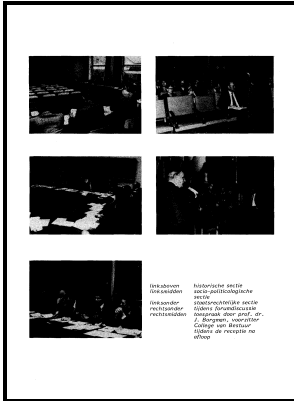 linksboven historische sectie
linksmidden socio-politicologische
sectie
linksonder staatsrechtelijke sectie
rechtsonder tijdens forumdiscussie
rechtsmidden toespraak door prof. dr.
J. Borgman, voorzitter
College van Bestuur
tijdens de receptie na
afloop